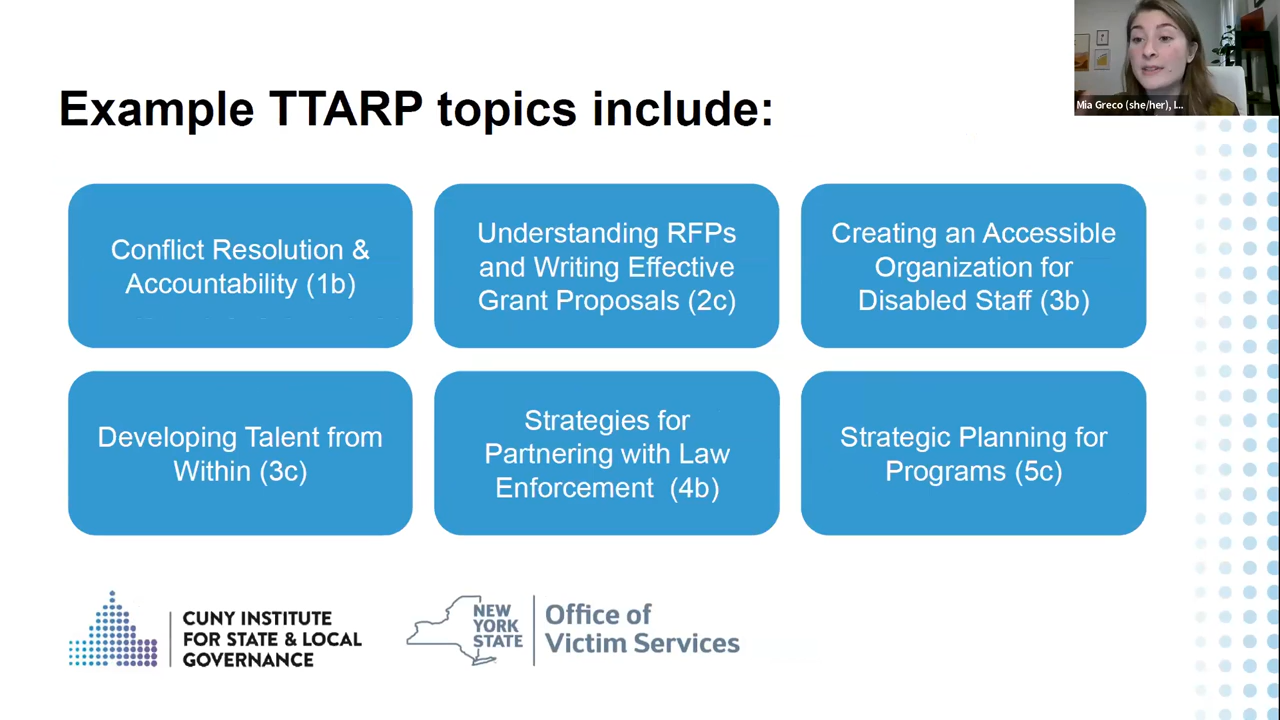 Mia Greco (she/her), I...
Example TTARP topics include:
Conflict Resolution &
Accountability (1b)
Understanding RFPs
and Writing Effective
Grant Proposals (2c)
Creating an Accessible
Organization for
Disabled Staff (3b)
Developing Talent from
Within (3c)
Strategies for
Partnering with Law
Enforcement (4b)
Strategic Planning for
Programs (5c)
CUNY INSTITUTE
FOR STATE & LOCAL
GOVERNANCE
NEW
YORK
STATE
Office of
Victim Services